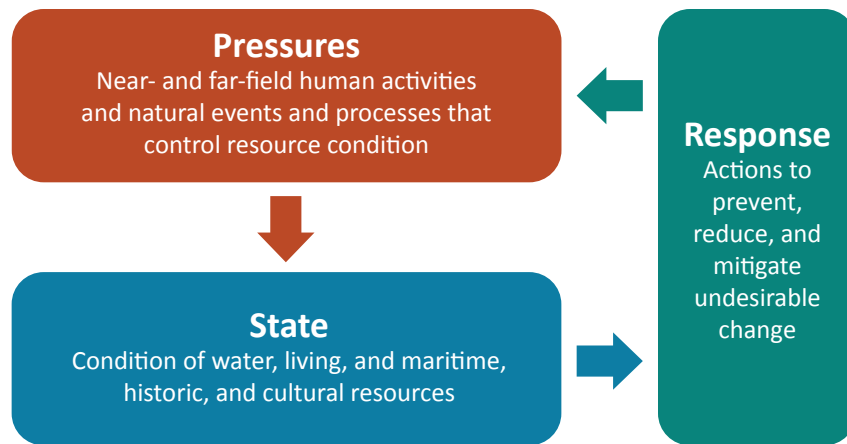 Pressures
Near- and far-field human activities
and natural events and processes that
control resource condition
Response
Actions to
prevent,
reduce, and
mitigate
undesirable
change
State
Condition of water, living, and maritime,
historic, and cultural resources